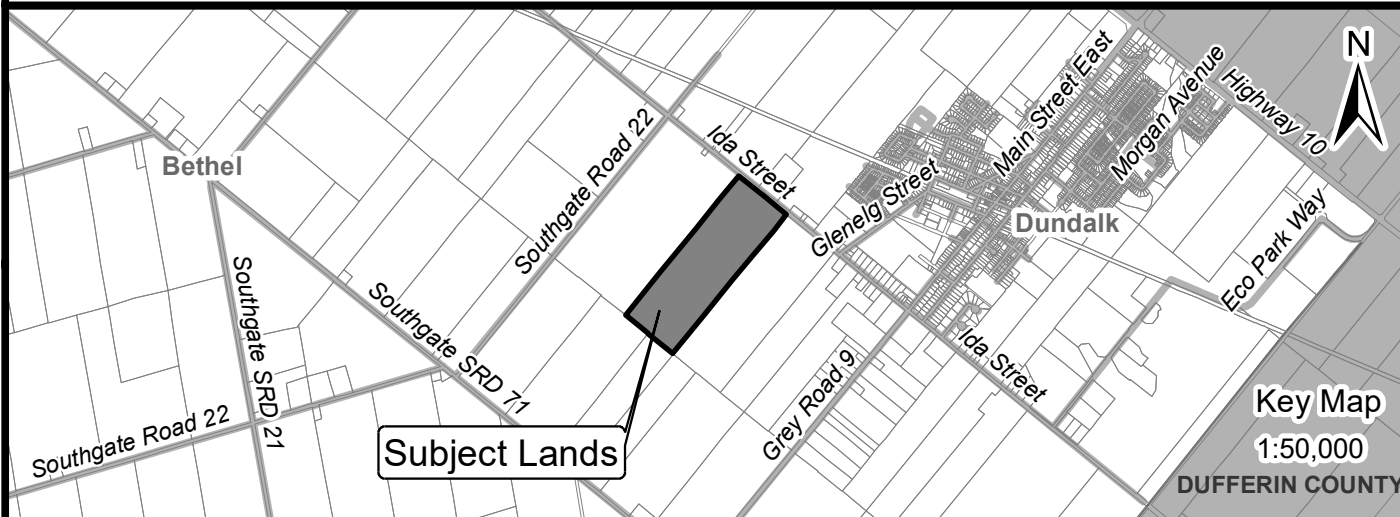 N
Main Street East
Morgan Avenue
Highway 10
Southgate Road 22
Ida Street
Bethel
Glenelg Street
Dundalk
Eco Park Way
Southgate SRD 21
Southgate SRD 71
Ida Street
Grey Road 9
Key Map
1:50,000
Southgate Road 22
Subject Lands
DUFFERIN COUNTY